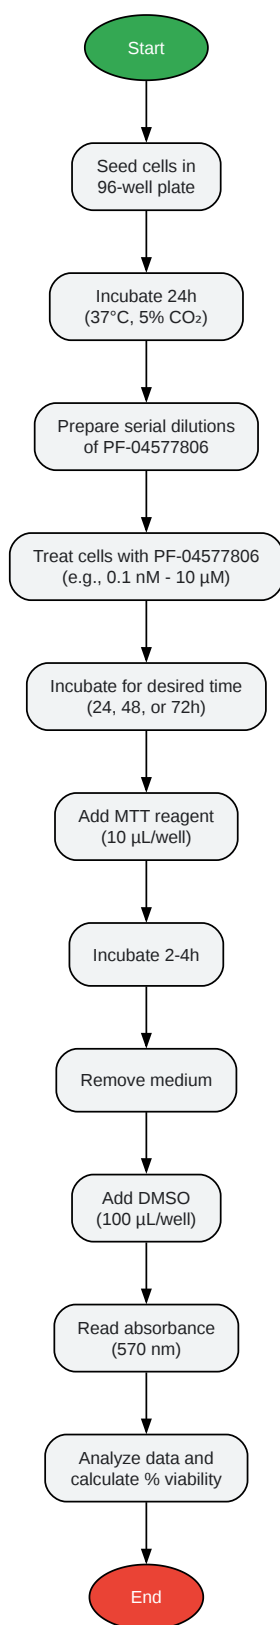 Start
Seed cells in
96-well plate
Incubate 24h
(37°C, 5% CO₂)
Prepare serial dilutions
of PF-04577806
Treat cells with PF-04577806
(e.g., 0.1 nM - 10 µM)
Incubate for desired time
(24, 48, or 72h)
Add MTT reagent
(10 µL/well)
Incubate 2-4h
Remove medium
Add DMSO
(100 µL/well)
Read absorbance
(570 nm)
Analyze data and
calculate % viability
End